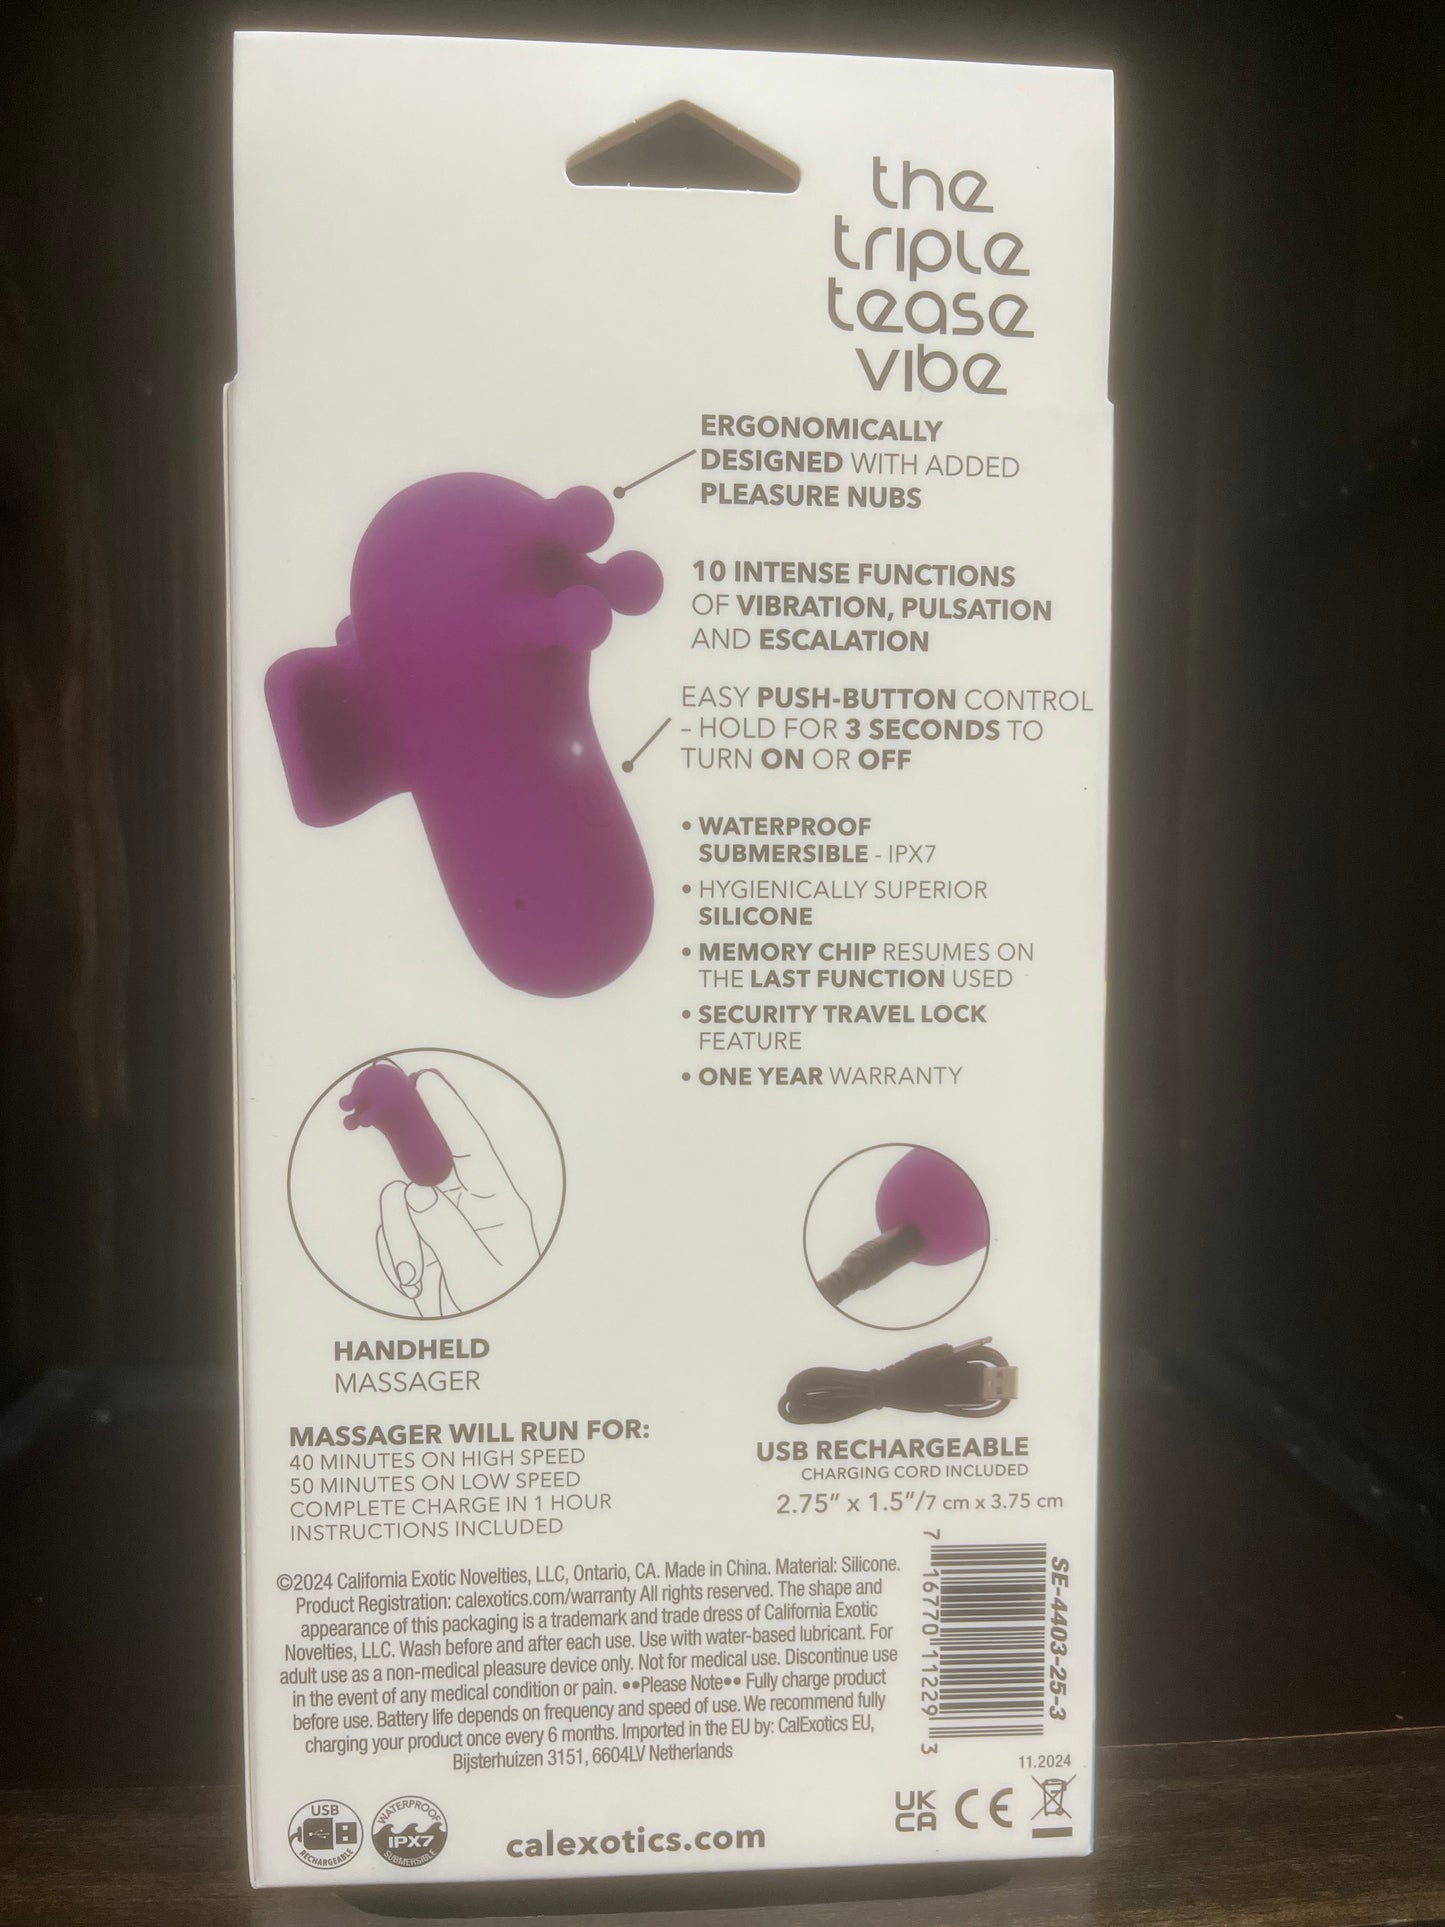 the
triple
tease
vibe
ERGONOMICALLY
DESIGNED WITH ADDED
PLEASURE NUBS
10 INTENSE FUNCTIONS
OF VIBRATION, PULSATION
AND ESCALATION
EASY PUSH-BUTTON CONTROL
– HOLD FOR 3 SECONDS TO
TURN ON OR OFF
• WATERPROOF
SUBMERSIBLE - IPX7
• HYGIENICALLY SUPERIOR
SILICONE
• MEMORY CHIP RESUMES ON
THE LAST FUNCTION USED
• SECURITY TRAVEL LOCK
FEATURE
• ONE YEAR WARRANTY
HANDHELD
MASSAGER
MASSAGER WILL RUN FOR:
40 MINUTES ON HIGH SPEED
50 MINUTES ON LOW SPEED
COMPLETE CHARGE IN 1 HOUR
INSTRUCTIONS INCLUDED
USB RECHARGEABLE
CHARGING CORD INCLUDED
2.75" x 1.5"/7 cm x 3.75 cm
©2024 California Exotic Novelties, LLC, Ontario, CA. Made in China. Material: Silicone.
Product Registration: calexotics.com/warranty All rights reserved. The shape and
appearance of this packaging is a trademark and trade dress of California Exotic
Novelties, LLC. Wash before and after each use. Use with water-based lubricant. For
adult use as a non-medical pleasure device only. Not for medical use. Discontinue use
in the event of any medical condition or pain. ••Please Note•• Fully charge product
before use. Battery life depends on frequency and speed of use. We recommend fully
charging your product once every 6 months. Imported in the EU by: CalExotics EU,
Bijsterhuizen 3151, 6604LV Netherlands
7 16770 11229 3
SE-4403-25-3
11.2024
USB
RECHARGEABLE
WATERPROOF
IPX7
SUBMERSIBLE
calexotics.com
UK
CA
CE